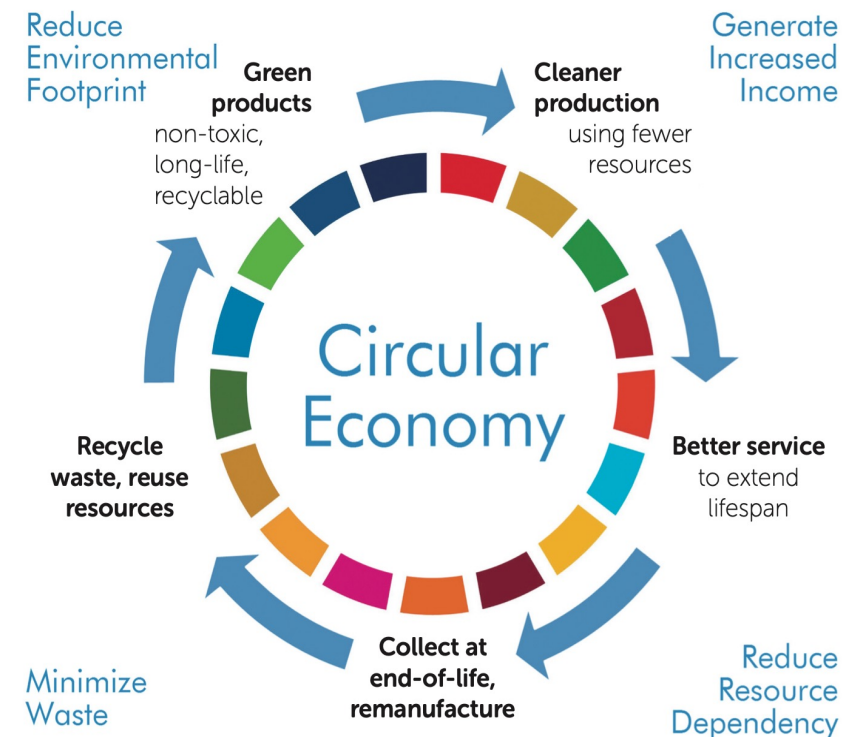 Reduce
Environmental
Footprint
Generate
Increased
Income
Green
products
non-toxic,
long-life,
recyclable
Cleaner
production
using fewer
resources
Circular
Economy
Better service
to extend
lifespan
Recycle
waste, reuse
resources
Collect at
end-of-life,
remanufacture
Minimize
Waste
Reduce
Resource
Dependency